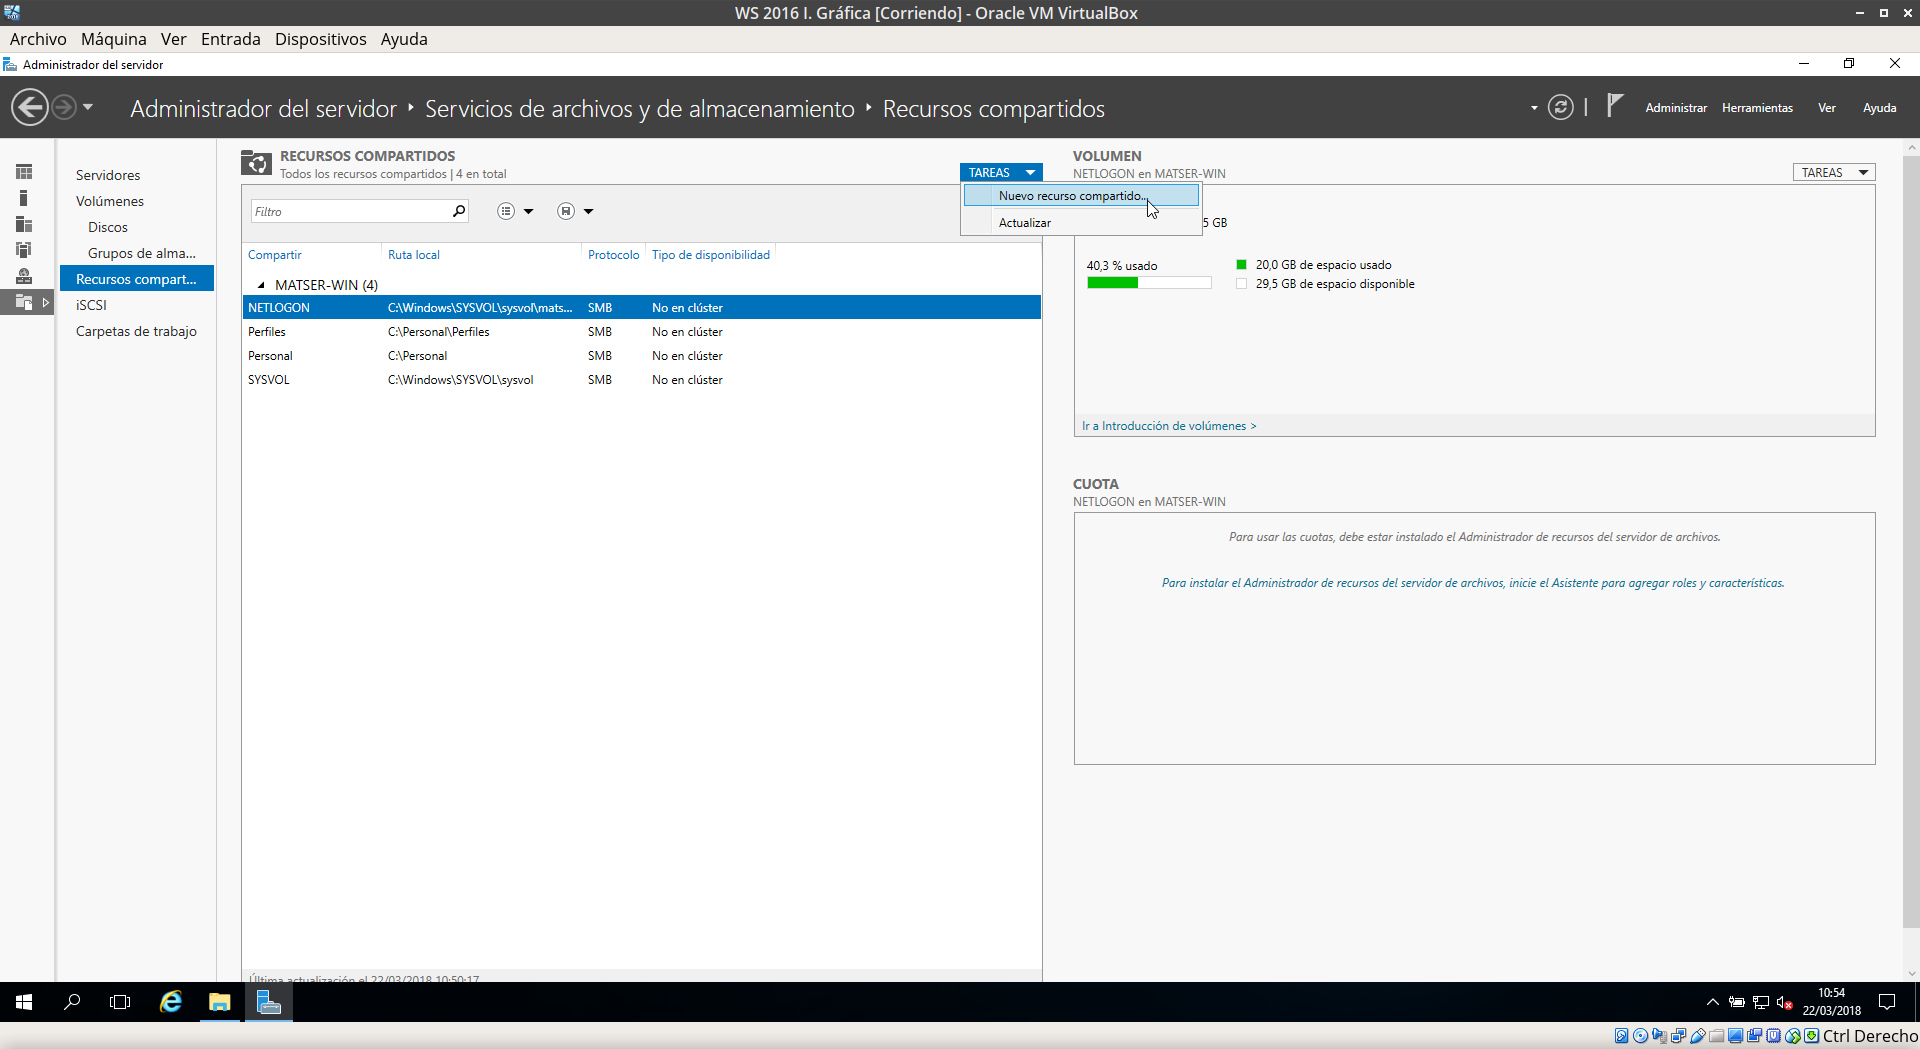 WS 2016 I. Gráfica [Corriendo] - Oracle VM VirtualBox
Archivo Máquina Ver Entrada Dispositivos Ayuda
Administrador del servidor
Administrador del servidor ‣ Servicios de archivos y de almacenamiento ‣ Recursos compartidos
Administrar Herramientas Ver Ayuda
Servidores
Volúmenes
Discos
Grupos de alma...
Recursos compart...
iSCSI
Carpetas de trabajo
RECURSOS COMPARTIDOS
Todos los recursos compartidos | 4 en total
TAREAS
Nuevo recurso compartido...
Actualizar
Filtro
Compartir Ruta local Protocolo Tipo de disponibilidad
MATSER-WIN (4)
NETLOGON C:\Windows\SYSVOL\sysvol\mats... SMB No en clúster
Perfiles C:\Personal\Perfiles SMB No en clúster
Personal C:\Personal SMB No en clúster
SYSVOL C:\Windows\SYSVOL\sysvol SMB No en clúster
Última actualización el 22/03/2018 10:50:17
VOLUMEN
NETLOGON en MATSER-WIN
TAREAS
5 GB
40,3 % usado
20,0 GB de espacio usado
29,5 GB de espacio disponible
Ir a Introducción de volúmenes >
CUOTA
NETLOGON en MATSER-WIN
Para usar las cuotas, debe estar instalado el Administrador de recursos del servidor de archivos.
Para instalar el Administrador de recursos del servidor de archivos, inicie el Asistente para agregar roles y características.
10:54
22/03/2018
Ctrl Derecho